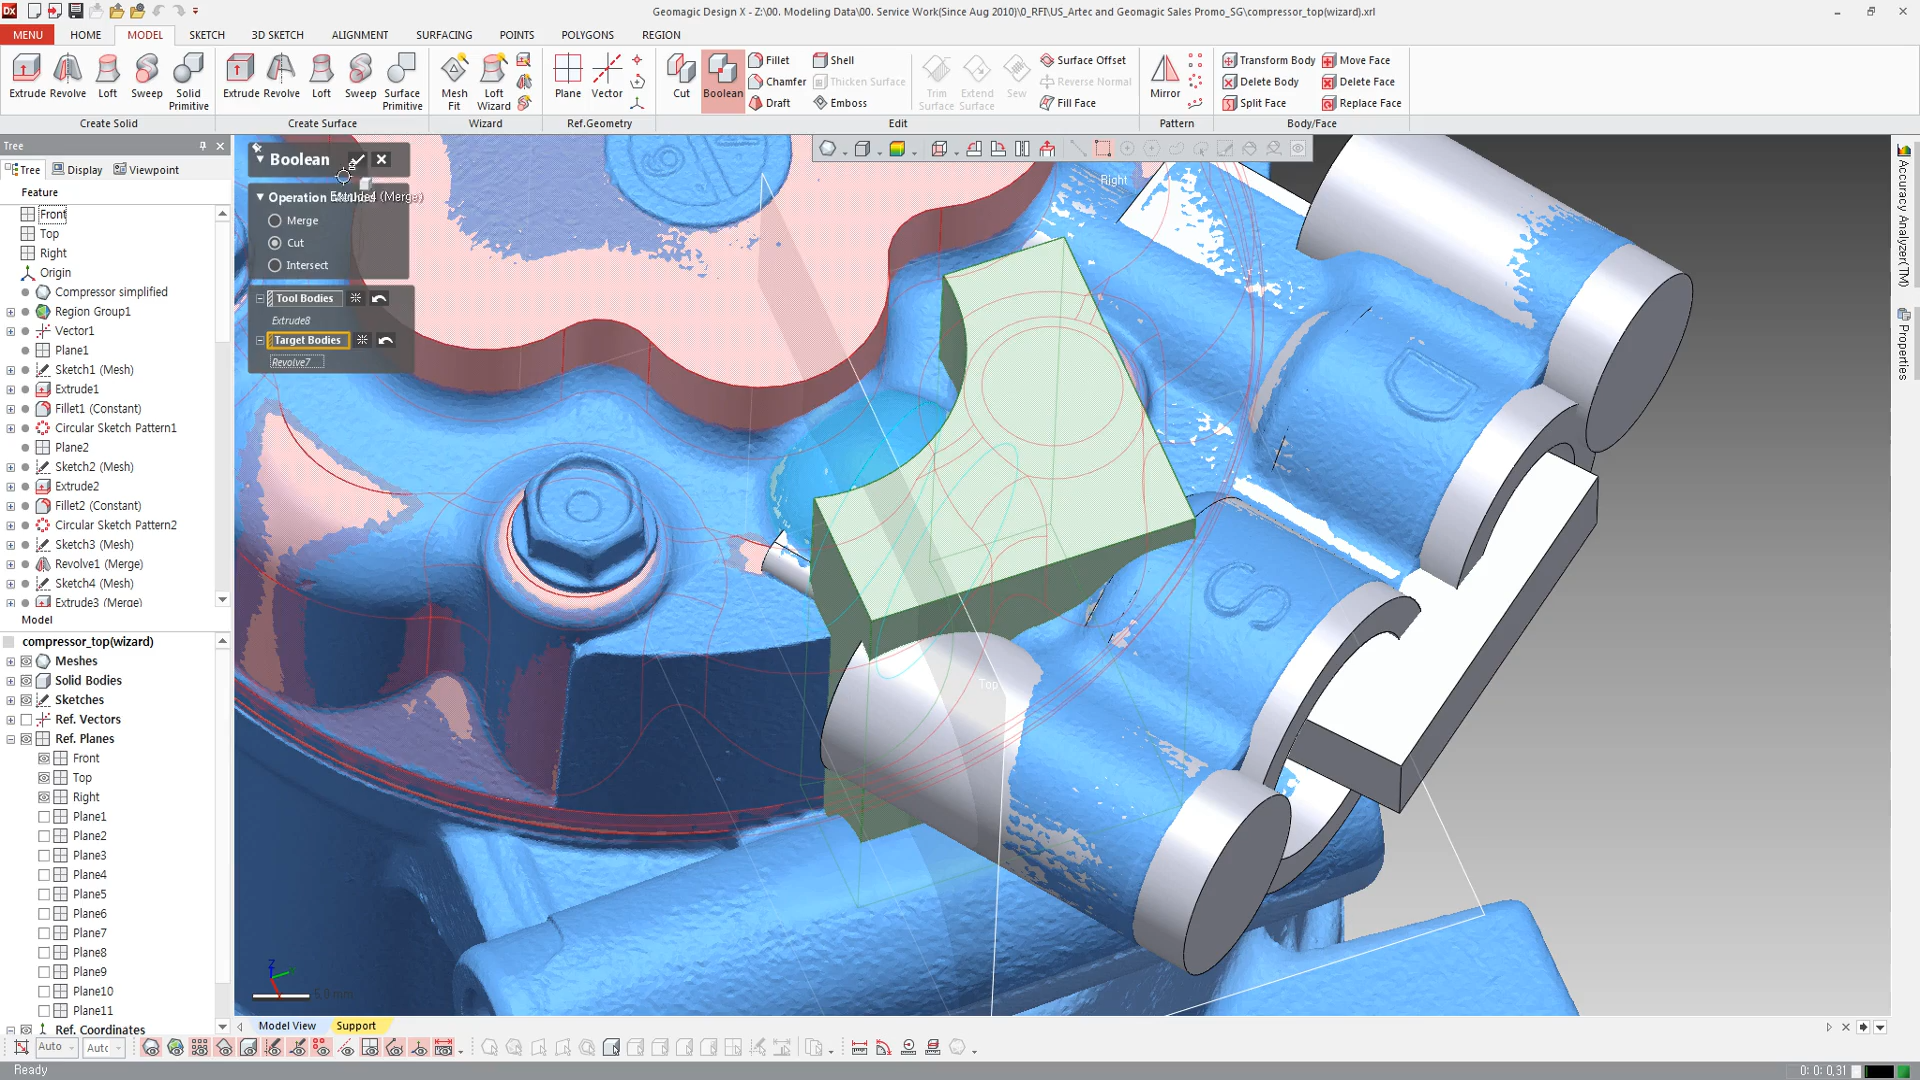 Geomagic Design X - Z:\00. Modeling Data\00. Service Work(Since Aug 2010)\0_RFI\US_Artec and Geomagic Sales Promo_SG\compressor_top(wizard).xrl
MENU HOME MODEL SKETCH 3D SKETCH ALIGNMENT SURFACING POINTS POLYGONS REGION
Extrude Revolve Loft Sweep Solid Primitive
Create Solid
Extrude Revolve Loft Sweep Surface Primitive
Create Surface
Mesh Fit Loft Wizard
Wizard
Plane Vector
Ref.Geometry
Cut Boolean
Fillet Shell
Chamfer Thicken Surface
Draft Emboss
Trim Surface Extend Surface Sew
Surface Offset
Reverse Normal
Fill Face
Edit
Mirror
Pattern
Transform Body Move Face
Delete Body Delete Face
Split Face Replace Face
Body/Face
Tree
Tree Display Viewpoint
Feature
Front
Top
Right
Origin
Compressor simplified
Region Group1
Vector1
Plane1
Sketch1 (Mesh)
Extrude1
Fillet1 (Constant)
Circular Sketch Pattern1
Plane2
Sketch2 (Mesh)
Extrude2
Fillet2 (Constant)
Circular Sketch Pattern2
Sketch3 (Mesh)
Revolve1 (Merge)
Sketch4 (Mesh)
Extrude3 (Merge)
Model
compressor_top(wizard)
Meshes
Solid Bodies
Sketches
Ref. Vectors
Ref. Planes
Front
Top
Right
Plane1
Plane2
Plane3
Plane4
Plane5
Plane6
Plane7
Plane8
Plane9
Plane10
Plane11
Ref. Coordinates
Boolean
Operation
Extrude4 (Merge)
Merge
Cut
Intersect
Tool Bodies
Extrude8
Target Bodies
Revolve7
Right
Top
D
S
Z
Accuracy Analyzer(TM)
Properties
Model View Support
Auto
Ready
0: 0: 0,31